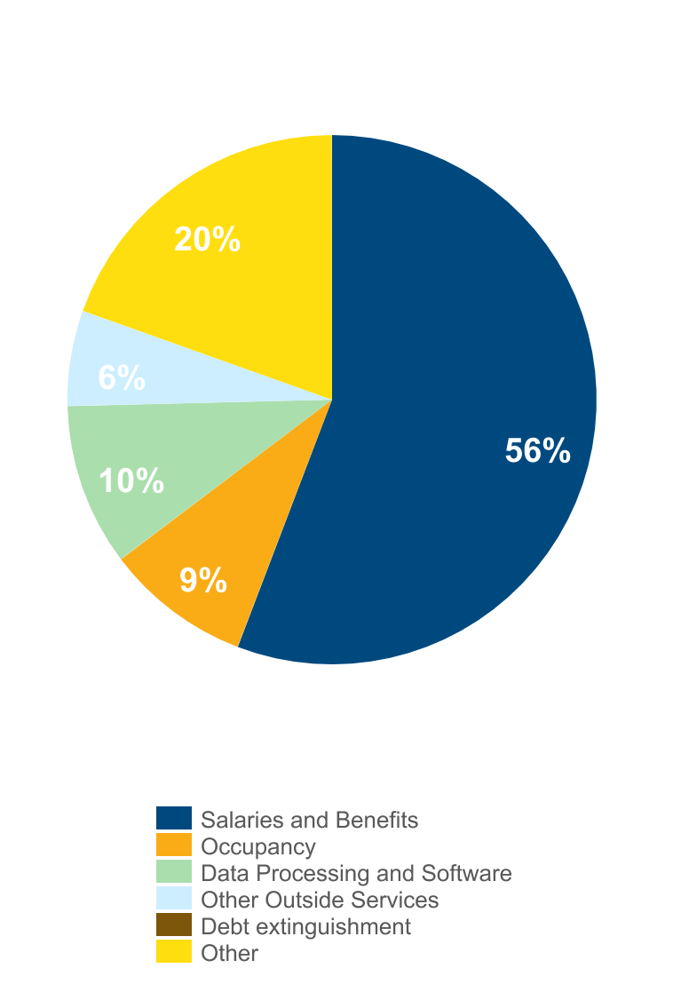 20%
6%
56%
10%
9%
Salaries and Benefits
Occupancy
Data Processing and Software
Other Outside Services
Debt extinguishment
Other